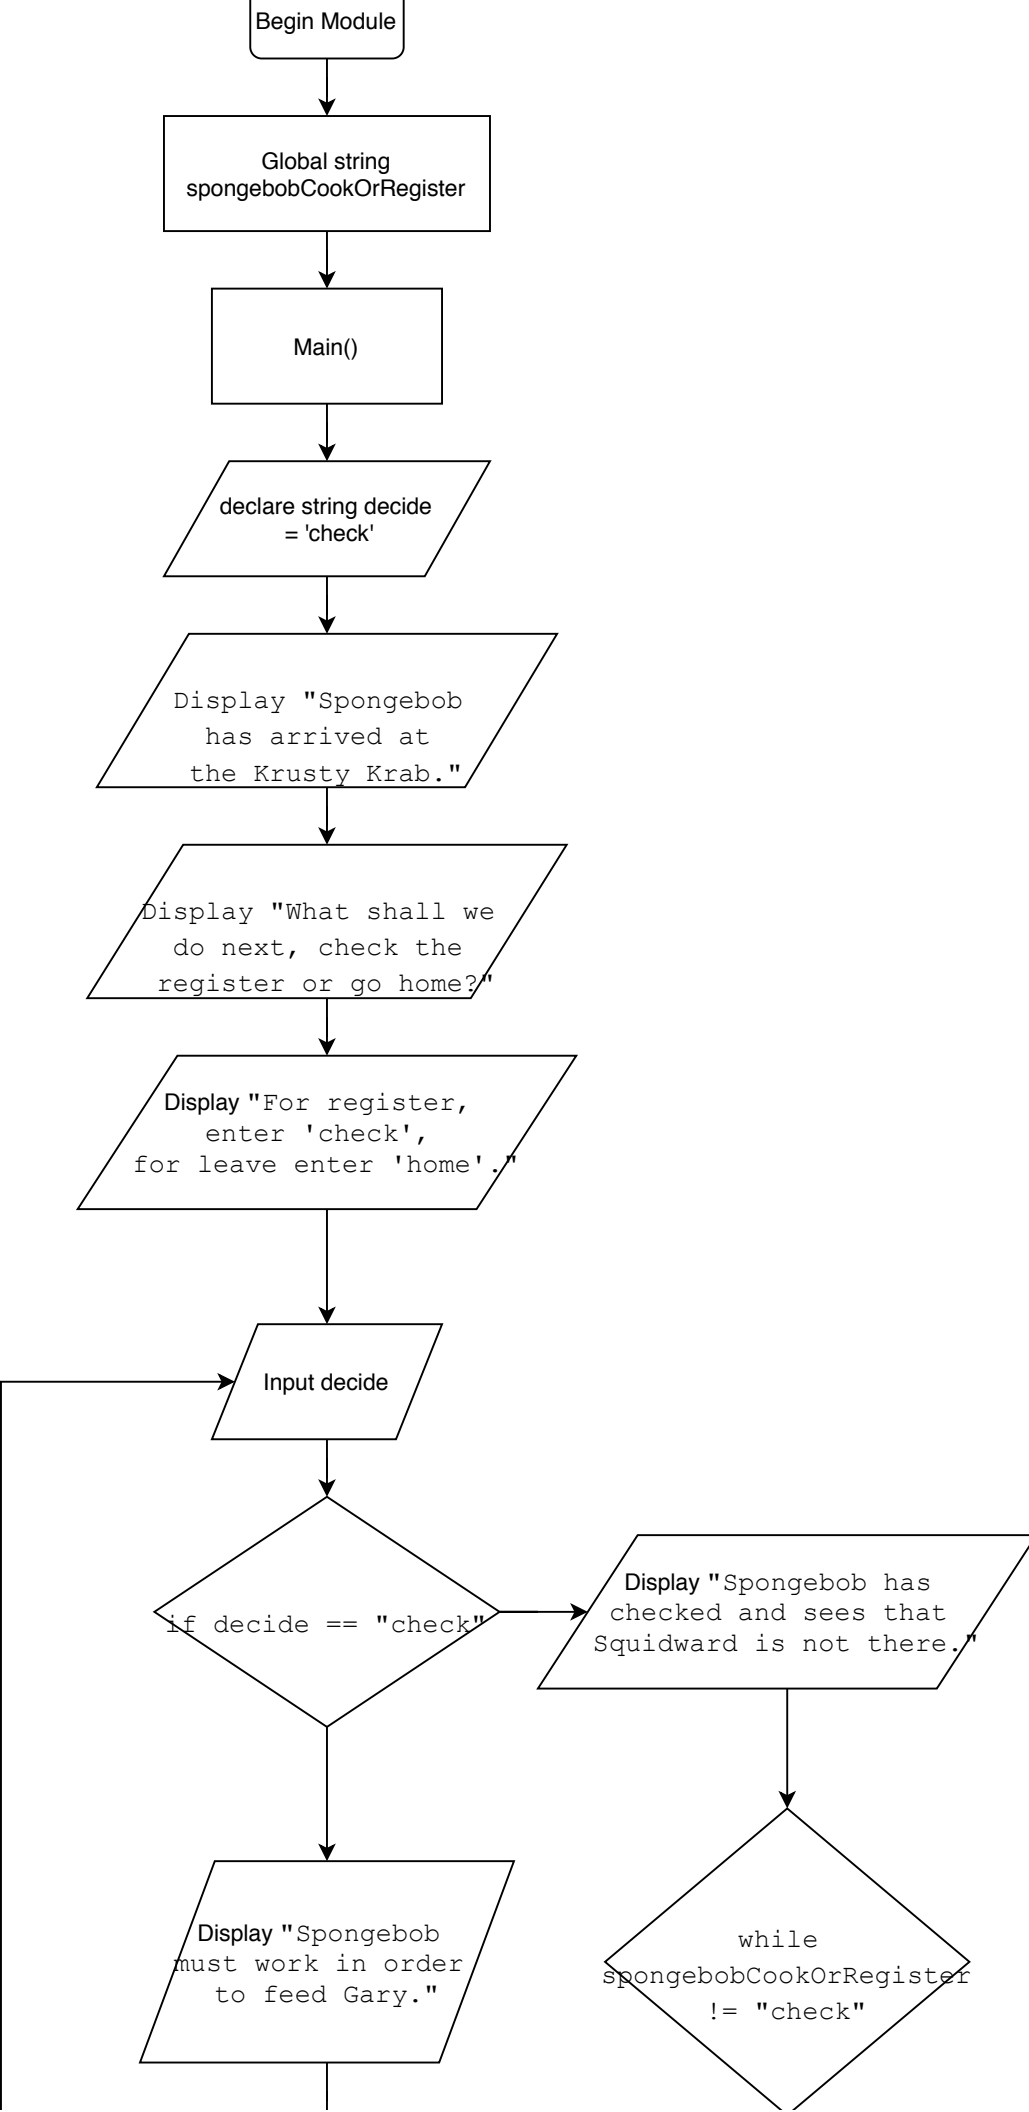 Begin Module
Global string
spongebobCookOrRegister
Main()
declare string decide
= 'check'
Display "Spongebob
has arrived at
the Krusty Krab."
Display "What shall we
do next, check the
register or go home?"
Display "For register,
enter 'check',
for leave enter 'home'."
Input decide
if decide == "check"
Display "Spongebob has
checked and sees that
Squidward is not there."
Display "Spongebob
must work in order
to feed Gary."
while
spongebobCookOrRegister
!= "check"